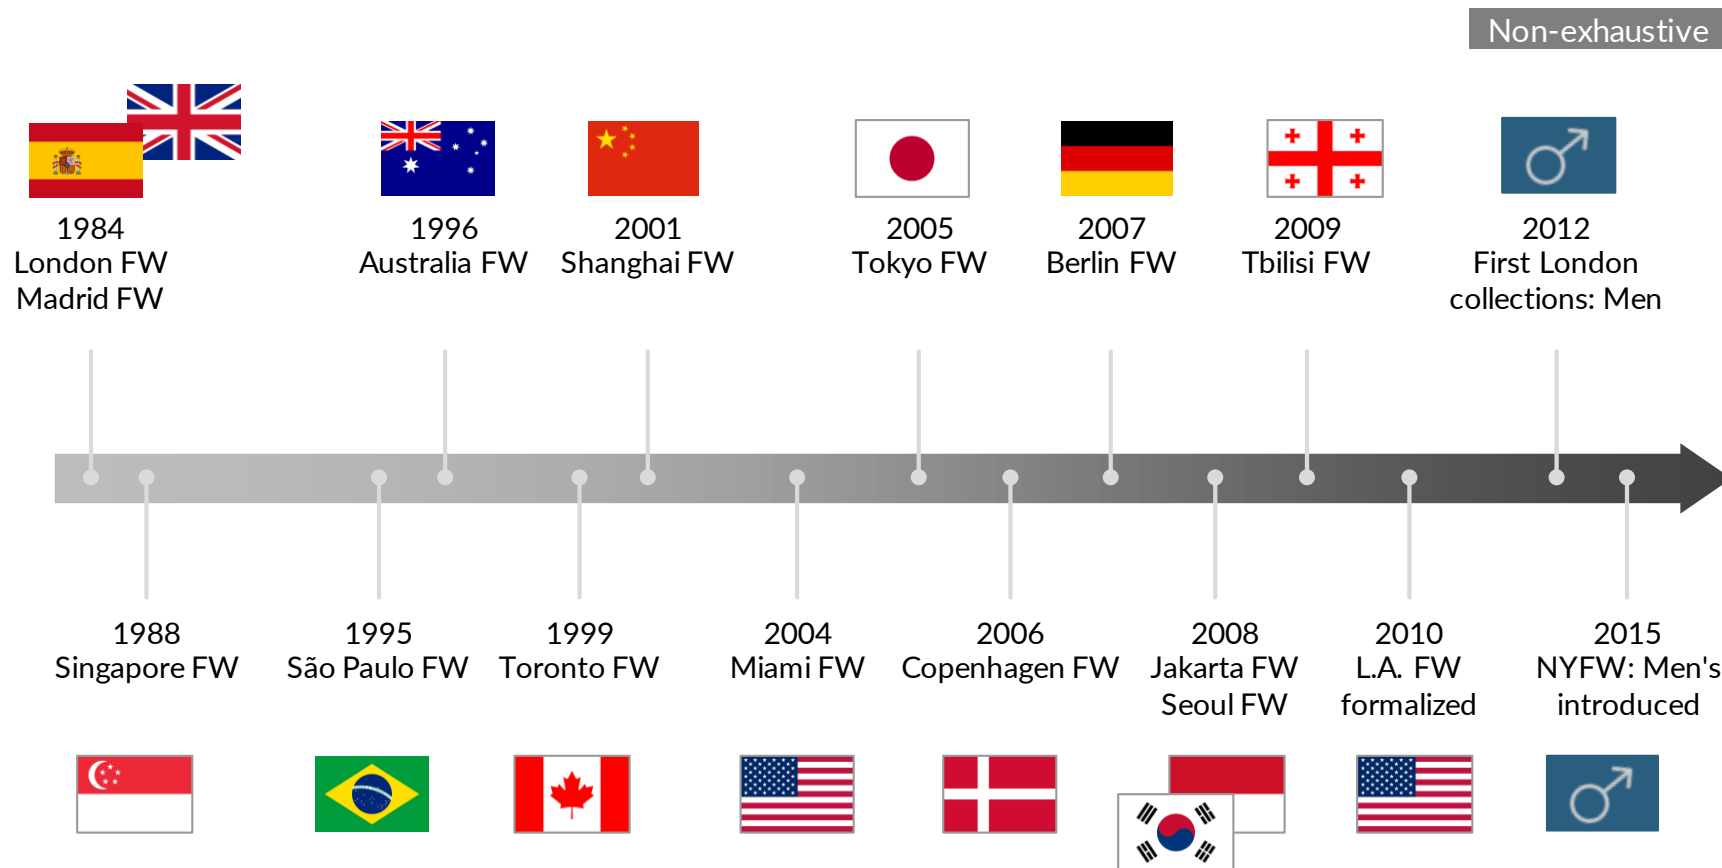 Non-exhaustive
1984
London FW
Madrid FW
1996
Australia FW
2001
Shanghai FW
2005
Tokyo FW
2007
Berlin FW
2009
Tbilisi FW
2012
First London
collections: Men
1988
Singapore FW
1995
São Paulo FW
1999
Toronto FW
2004
Miami FW
2006
Copenhagen FW
2008
Jakarta FW
Seoul FW
2010
L.A. FW
formalized
2015
NYFW: Men's
introduced